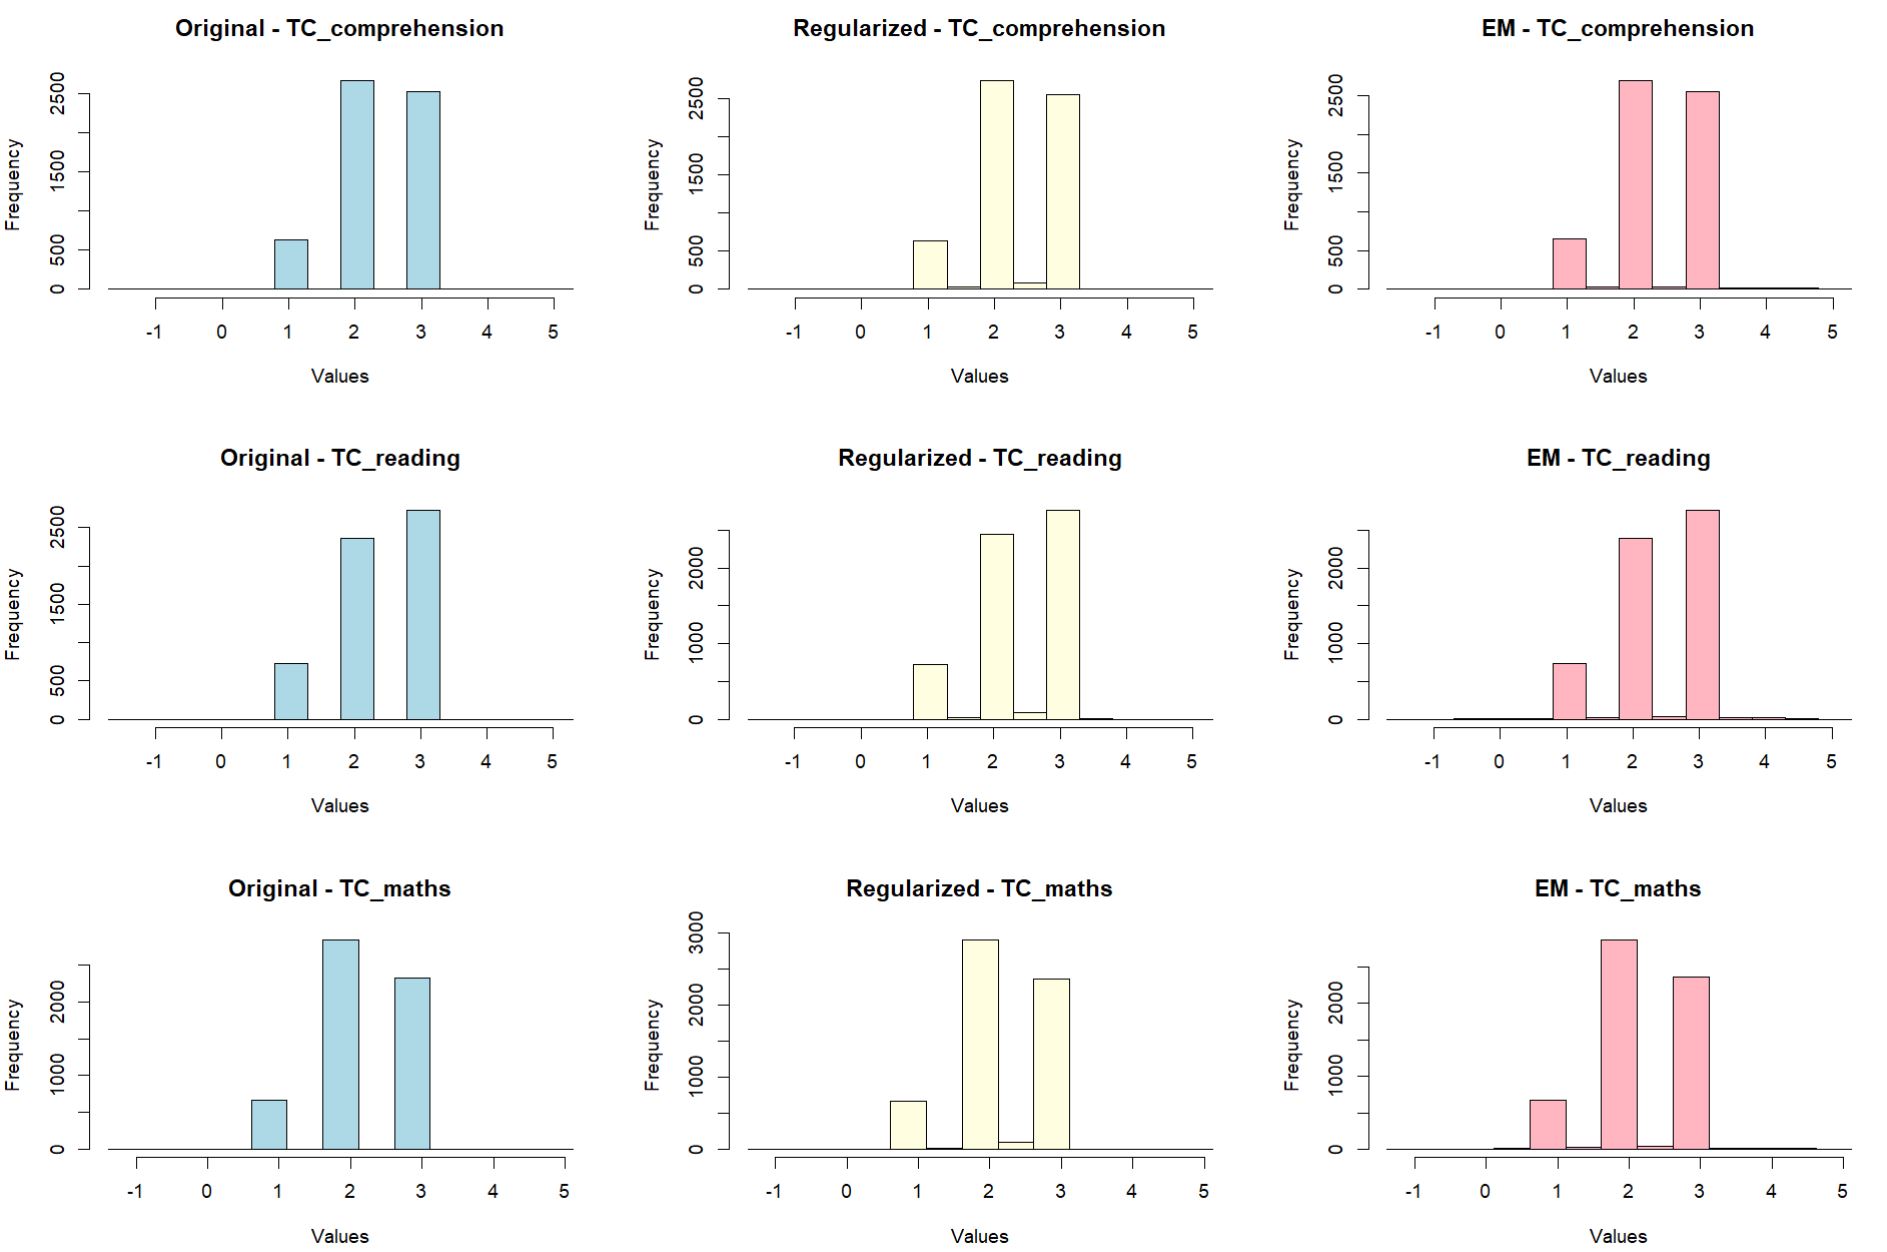 Original - TC_comprehension
Regularized - TC_comprehension
EM - TC_comprehension
Frequency
0 500 1500 2500
-1 0 1 2 3 4 5
Values
Frequency
0 500 1500 2500
-1 0 1 2 3 4 5
Values
Frequency
0 500 1500 2500
-1 0 1 2 3 4 5
Values
Original - TC_reading
Regularized - TC_reading
EM - TC_reading
Frequency
0 500 1500 2500
-1 0 1 2 3 4 5
Values
Frequency
0 1000 2000
-1 0 1 2 3 4 5
Values
Frequency
0 1000 2000
-1 0 1 2 3 4 5
Values
Original - TC_maths
Regularized - TC_maths
EM - TC_maths
Frequency
0 1000 2000
-1 0 1 2 3 4 5
Values
Frequency
0 1000 2000 3000
-1 0 1 2 3 4 5
Values
Frequency
0 1000 2000
-1 0 1 2 3 4 5
Values